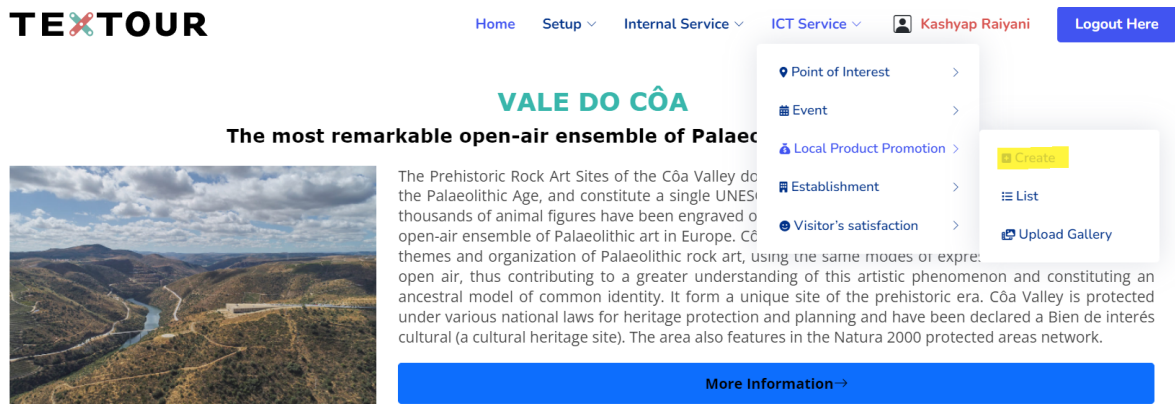 TEXTOUR
Home Setup Internal Service ICT Service Kashyap Raiyani Logout Here
Point of Interest
Event
Local Product Promotion
Establishment
Visitor's satisfaction
Create
List
Upload Gallery
VALE DO CÔA
The most remarkable open-air ensemble of Palaeo
The Prehistoric Rock Art Sites of the Côa Valley do
the Palaeolithic Age, and constitute a single UNES
thousands of animal figures have been engraved o
open-air ensemble of Palaeolithic art in Europe. Cô
themes and organization of Palaeolithic rock art, using the same modes of expre
open air, thus contributing to a greater understanding of this artistic phenomenon and constituting an
ancestral model of common identity. It form a unique site of the prehistoric era. Côa Valley is protected
under various national laws for heritage protection and planning and have been declared a Bien de interés
cultural (a cultural heritage site). The area also features in the Natura 2000 protected areas network.
More Information→